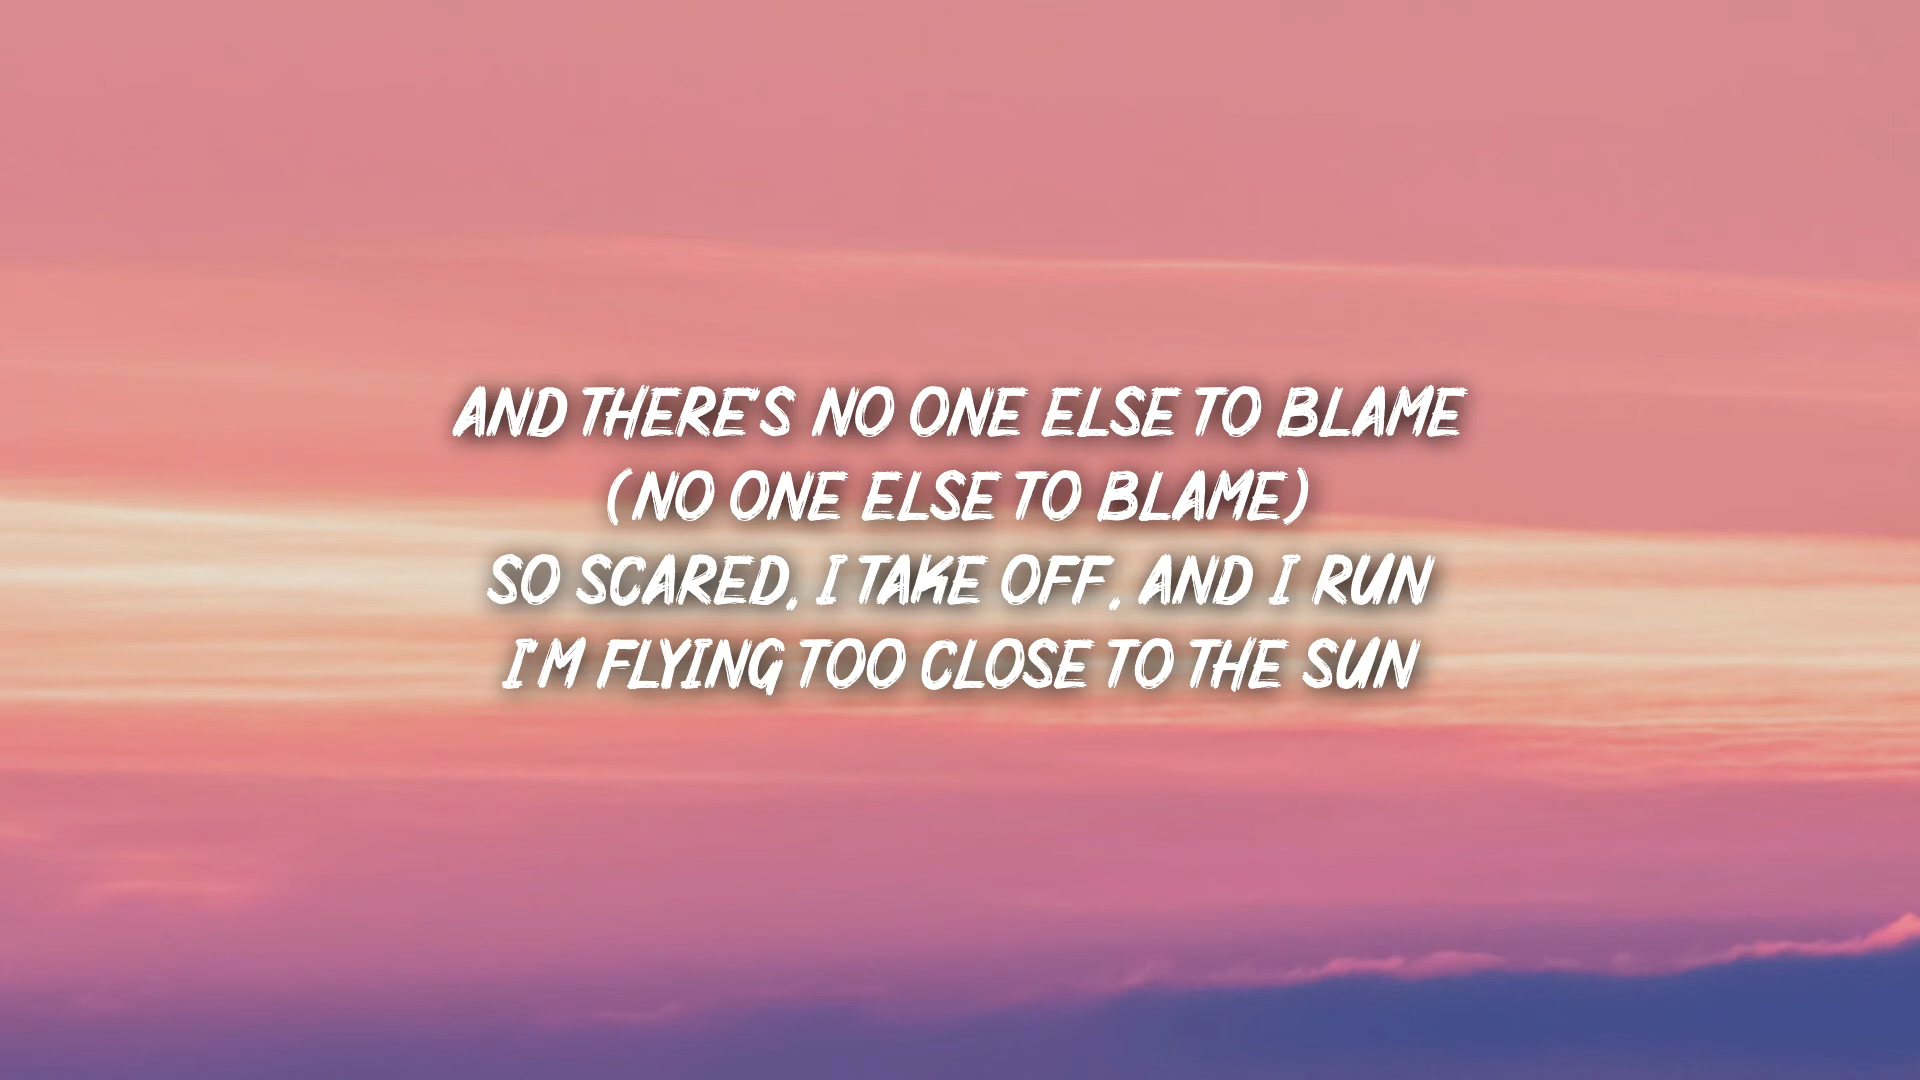 AND THERE'S NO ONE ELSE TO BLAME
(NO ONE ELSE TO BLAME)
SO SCARED, I TAKE OFF, AND I RUN
I'M FLYING TOO CLOSE TO THE SUN